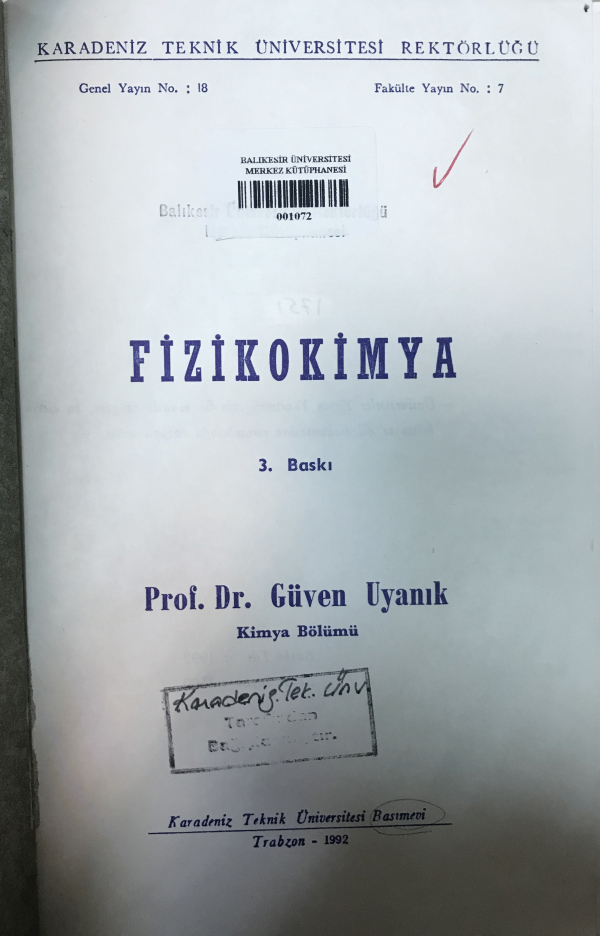 KARADENİZ TEKNİK ÜNİVERSİTESİ REKTÖRLÜĞÜ
Genel Yayın No. : 18 Fakülte Yayın No. : 7
BALIKESİR ÜNİVERSİTESİ
MERKEZ KÜTÜPHANESİ
001072
FİZİKOKİMYA
3. Baskı
Prof. Dr. Güven Uyanık
Kimya Bölümü
Karadeniz Tek. Üniv
Tarafından
Karadeniz Teknik Üniversitesi Basımevi
Trabzon - 1992